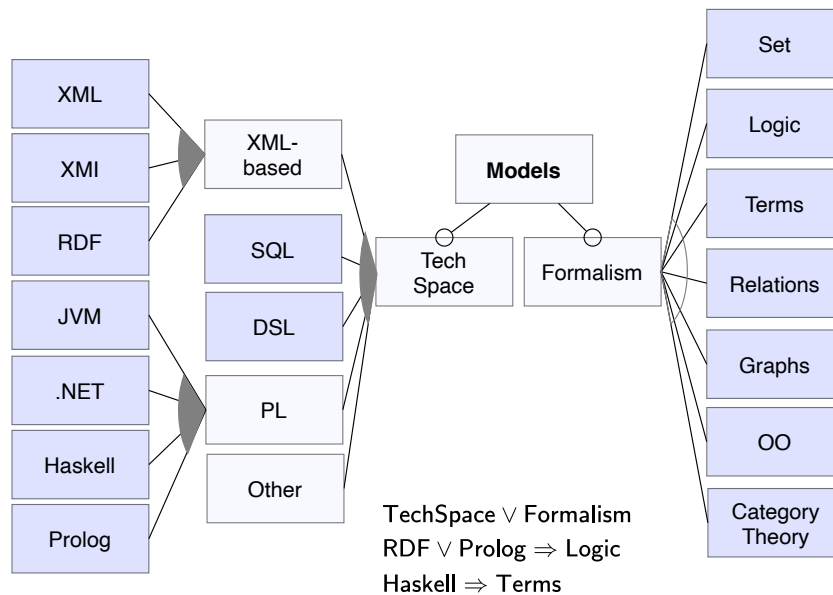 Models
Tech
Space
Formalism
XML-
based
SQL
DSL
PL
Other
XML
XMI
RDF
JVM
.NET
Haskell
Prolog
Set
Logic
Terms
Relations
Graphs
OO
Category
Theory
TechSpace ∨ Formalism
RDF ∨ Prolog ⇒ Logic
Haskell ⇒ Terms